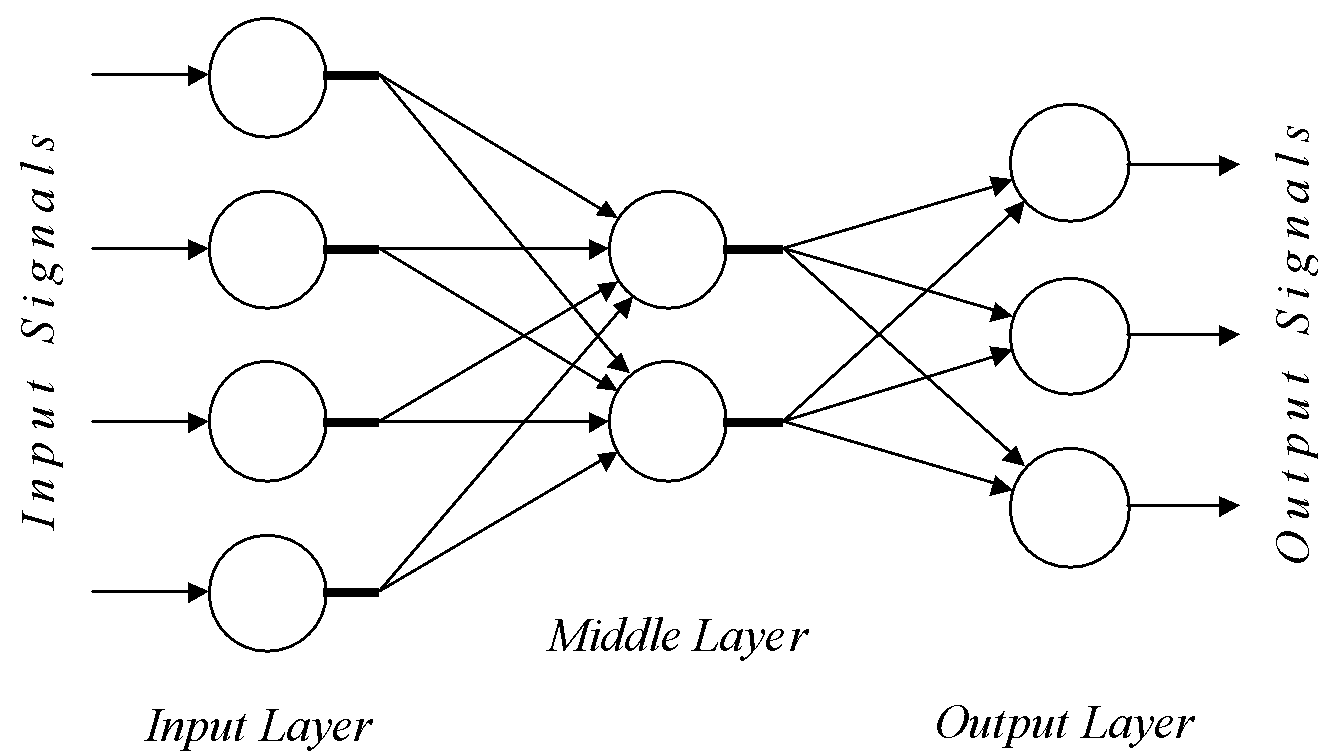 Input Signals
Output Signals
Middle Layer
Input Layer
Output Layer